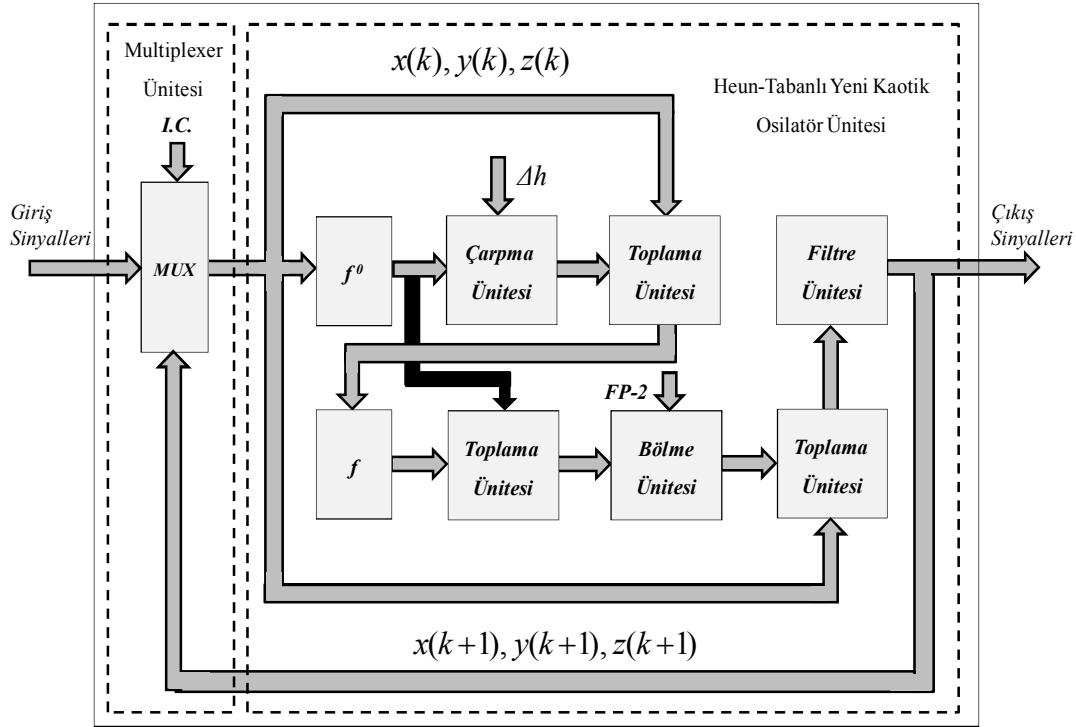 Multiplexer
Ünitesi
I.C.
x(k), y(k), z(k)
Heun-Tabanlı Yeni Kaotik
Osilatör Ünitesi
Δh
Giriş
Sinyalleri
MUX
f⁰
Çarpma
Ünitesi
Toplama
Ünitesi
Filtre
Ünitesi
Çıkış
Sinyalleri
FP-2
f
Toplama
Ünitesi
Bölme
Ünitesi
Toplama
Ünitesi
x(k+1), y(k+1), z(k+1)